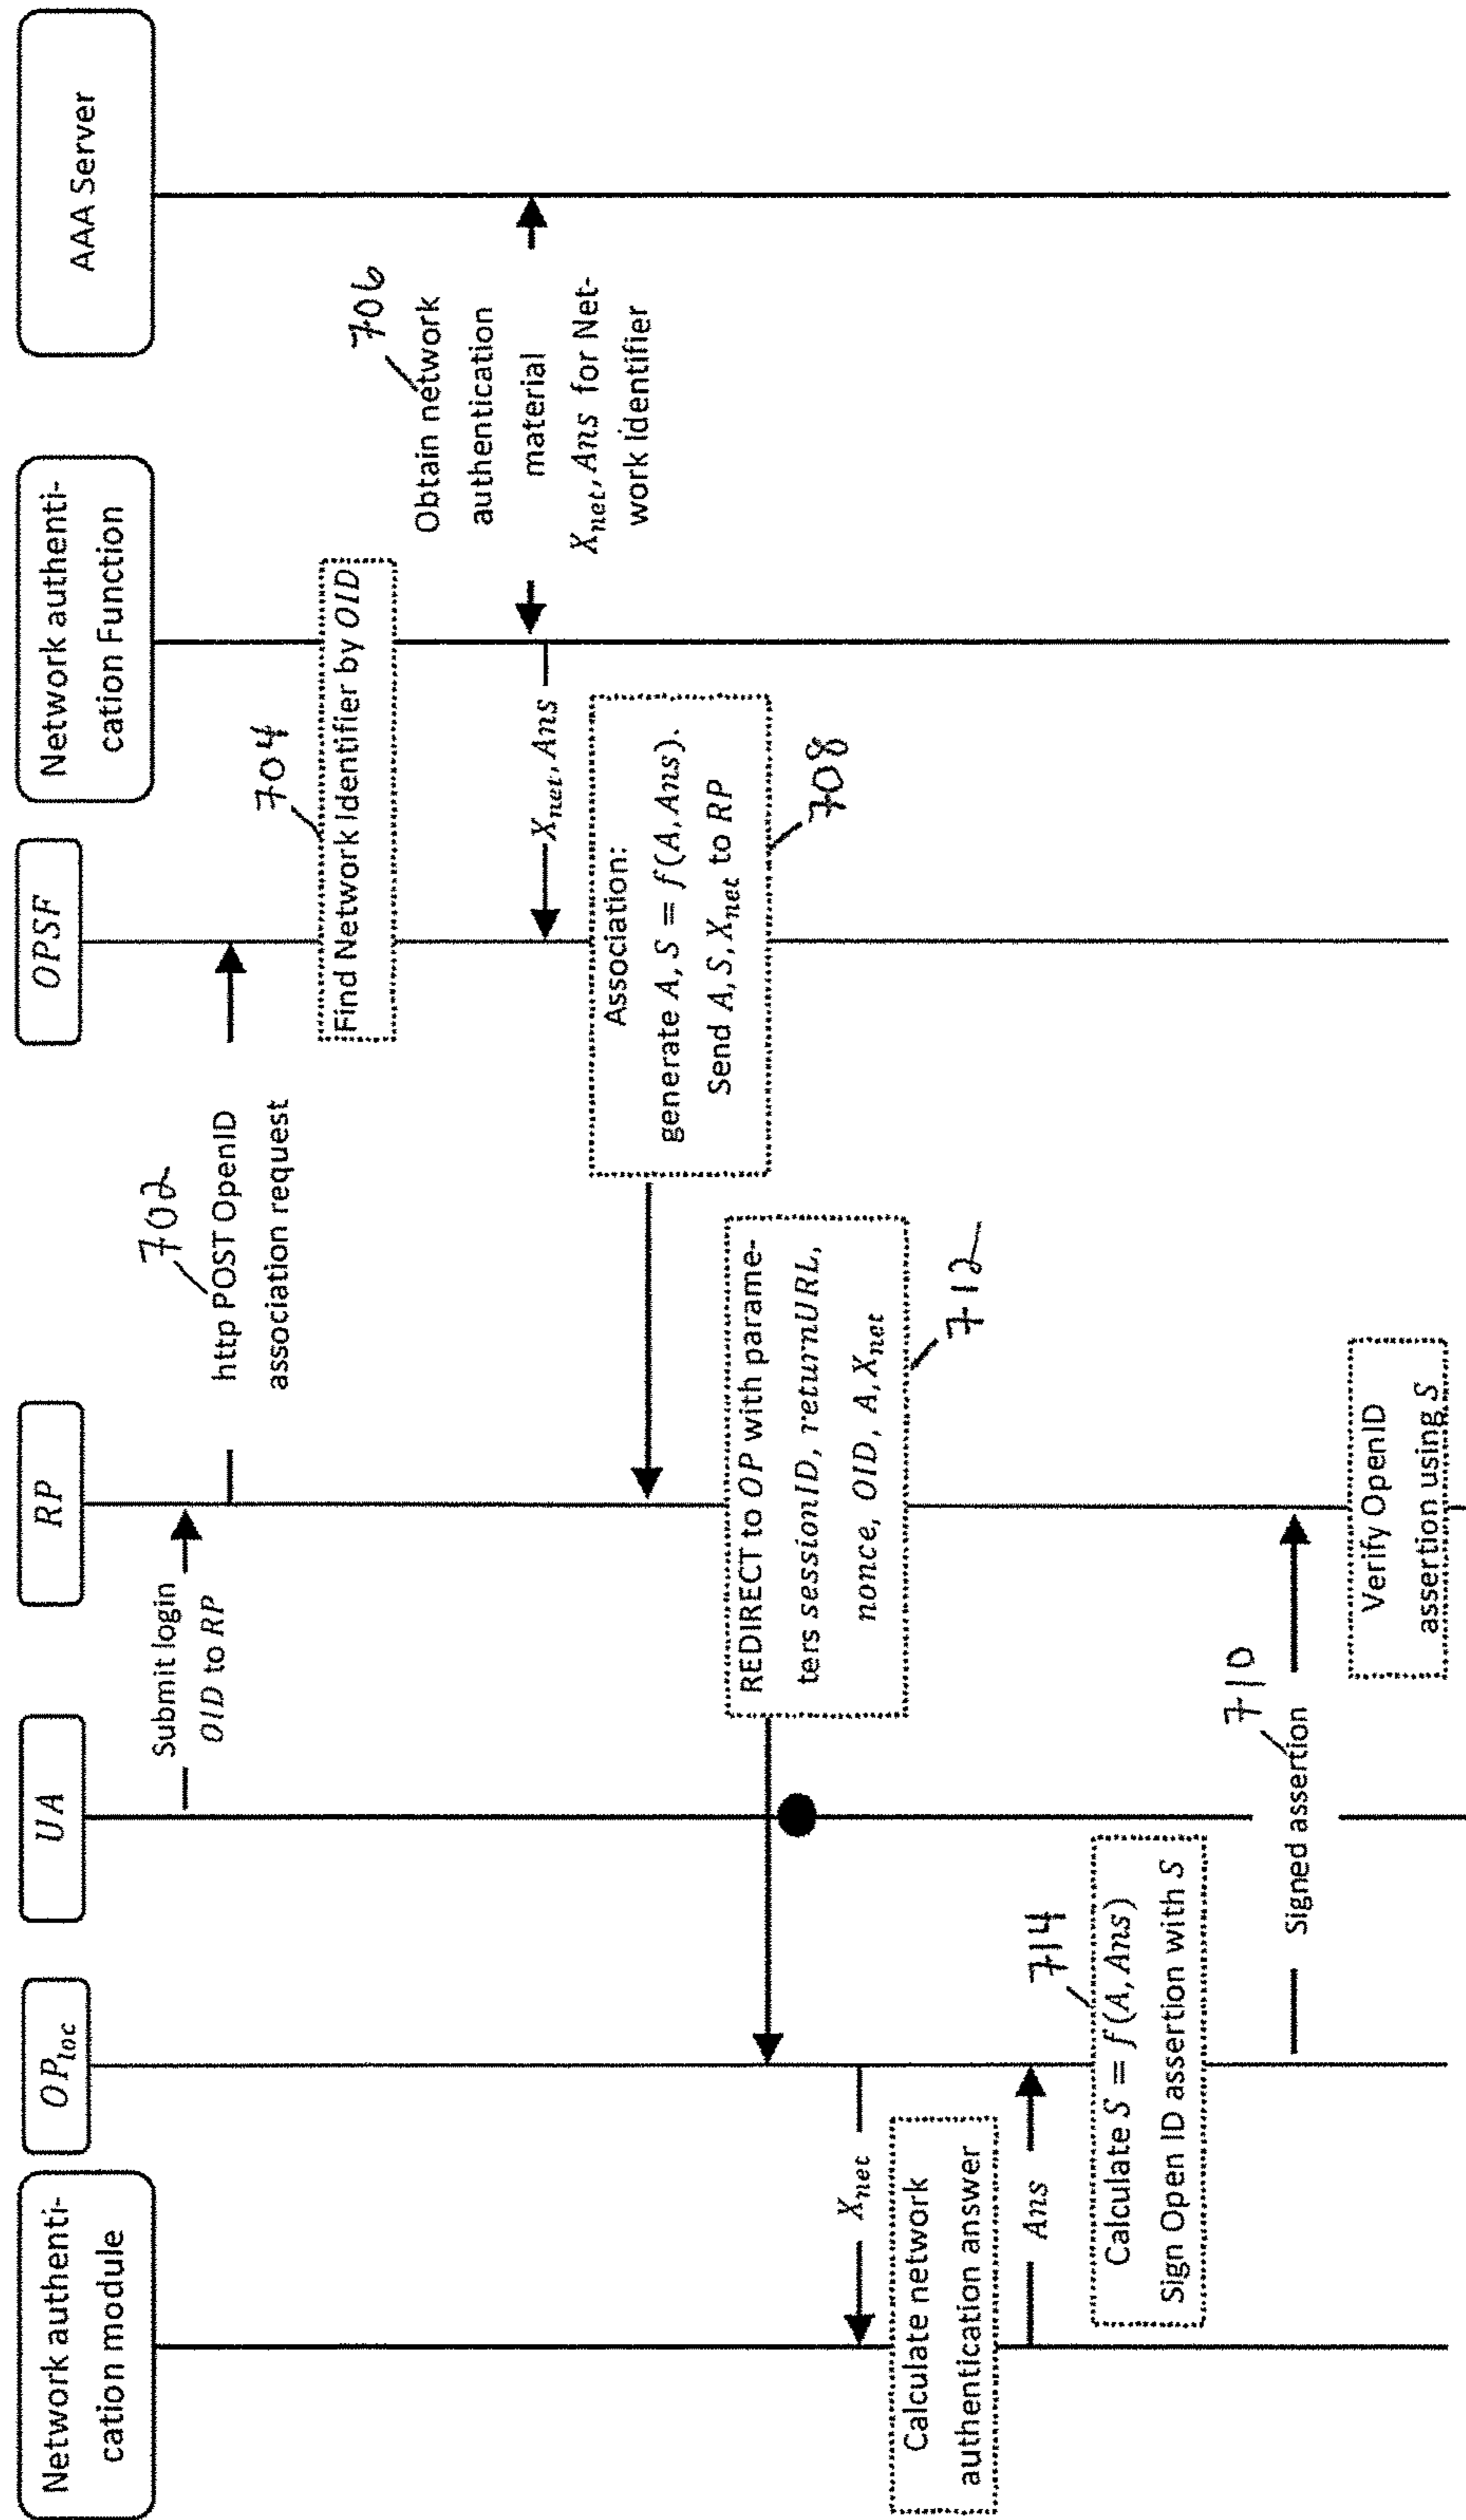 Network authenti-
cation module
OP_loc
UA
RP
OPSF
Network authenti-
cation Function
AAA Server
Submit login
OID to RP
702
http POST OpenID
association request
704
Find Network Identifier by OID
706
Obtain network
authentication
material
X_net, Ans for Net-
work Identifier
X_net, Ans
Association:
generate A, S = f(A, Ans).
Send A, S, X_net to RP
708
REDIRECT to OP with parame-
ters sessionID, returnURL,
nonce, OID, A, X_net
712
X_net
Calculate network
authentication answer
Ans
714
Calculate S = f(A, Ans)
Sign Open ID assertion with S
710
Signed assertion
Verify OpenID
assertion using S